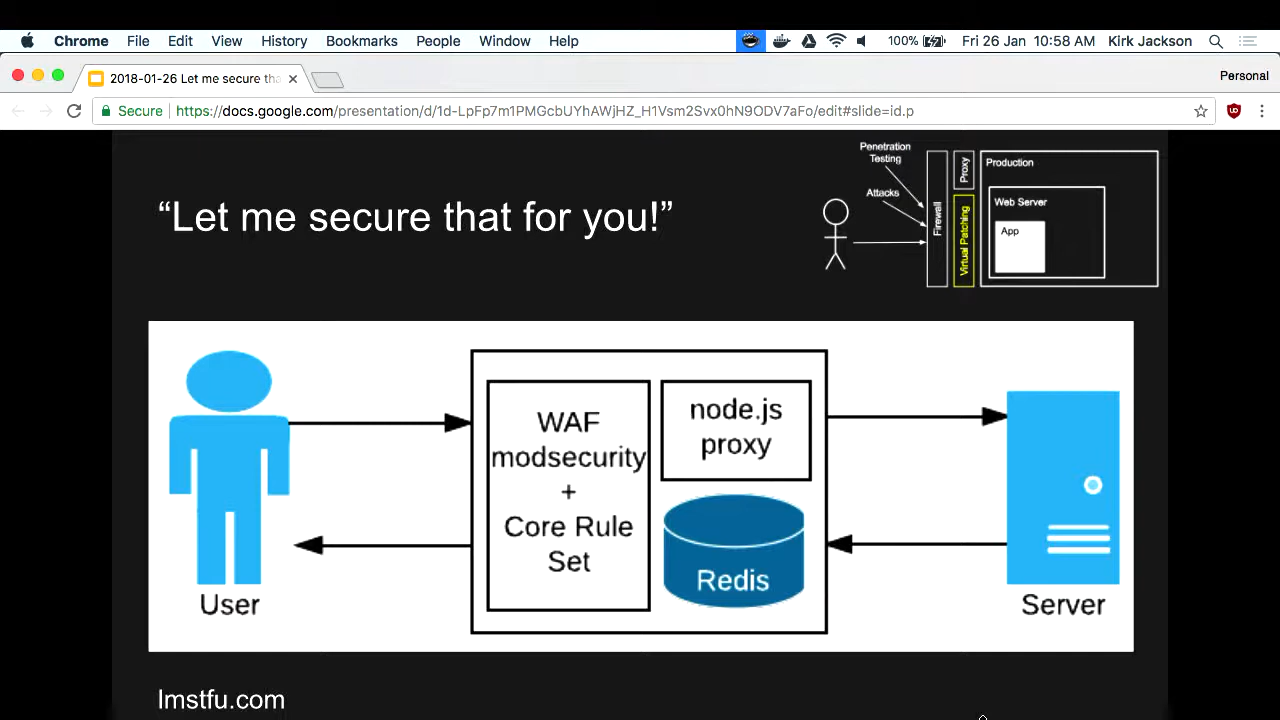 Chrome File Edit View History Bookmarks People Window Help 100% Fri 26 Jan 10:58 AM Kirk Jackson
2018-01-26 Let me secure tha
Personal
Secure https://docs.google.com/presentation/d/1d-LpFp7m1PMGcbUYhAWjHZ_H1Vsm2Svx0hN9ODV7aFo/edit#slide=id.p
“Let me secure that for you!”
Penetration
Testing
Attacks
Firewall
Proxy
Virtual Patching
Production
Web Server
App
WAF
modsecurity
+
Core Rule
Set
node.js
proxy
Redis
User
Server
lmstfu.com